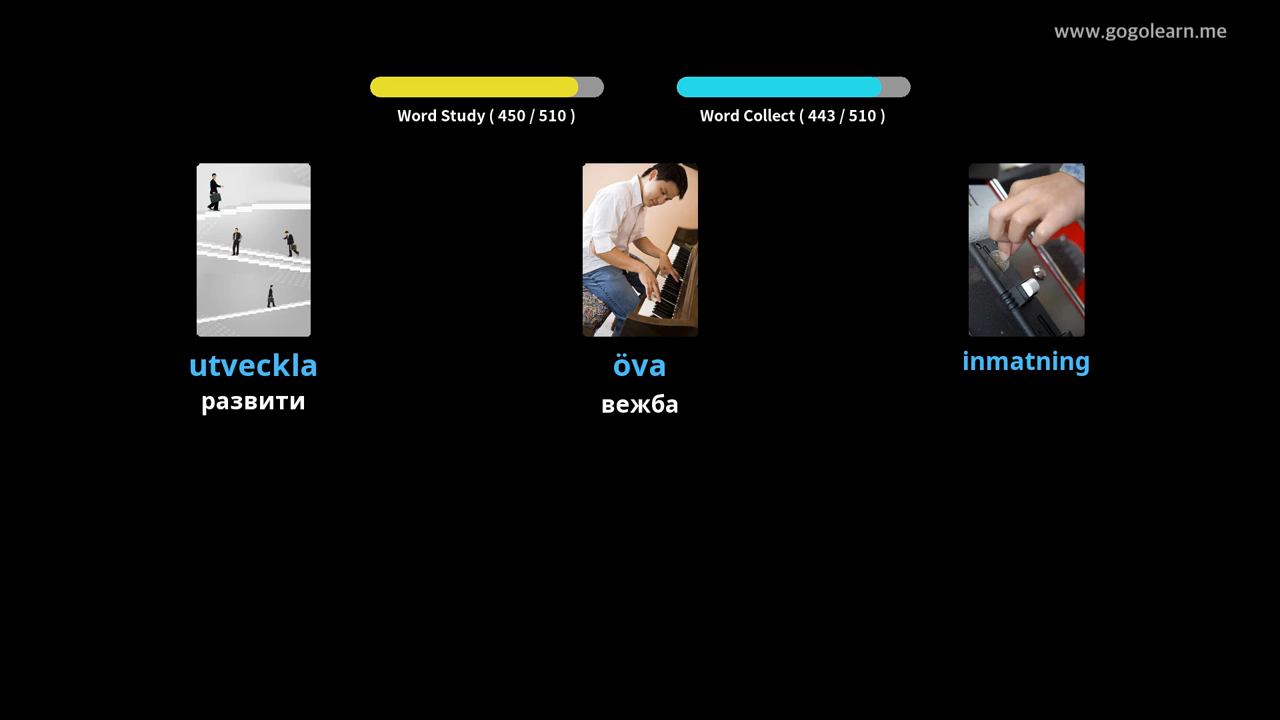 www.gogolearn.me
Word Study ( 450 / 510 )
Word Collect ( 443 / 510 )
utveckla
развити
öva
вежба
inmatning